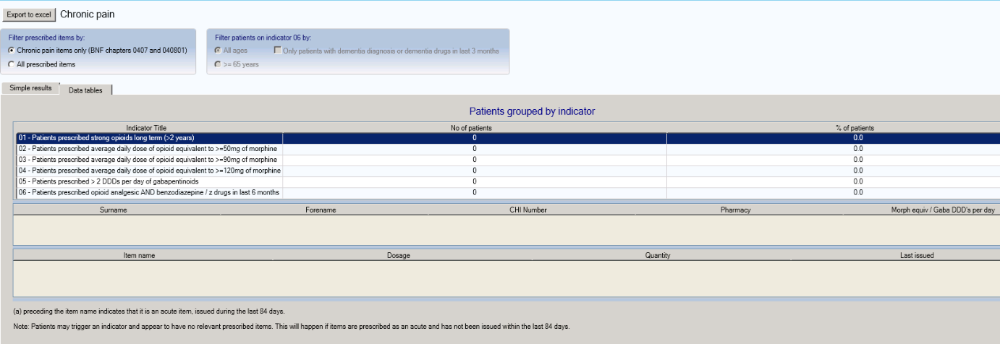 Export to excel Chronic pain
Filter prescribed items by: Filter patients on indicator 06 by:
Chronic pain items only (BNF chapters 0407 and 040801) All ages Only patients with dementia diagnosis or dementia drugs in last 3 months
All prescribed items >= 65 years
Simple results Data tables
Patients grouped by indicator
Indicator Title No of patients % of patients
01 - Patients prescribed strong opioids long term (>2 years) 0 0.0
02 - Patients prescribed average daily dose of opioid equivalent to >=50mg of morphine 0 0.0
03 - Patients prescribed average daily dose of opioid equivalent to >=90mg of morphine 0 0.0
04 - Patients prescribed average daily dose of opioid equivalent to >=120mg of morphine 0 0.0
05 - Patients prescribed > 2 DDDs per day of gabapentinoids 0 0.0
06 - Patients prescribed opioid analgesic AND benzodiazepine / z drugs in last 6 months 0 0.0
Surname Forename CHI Number Pharmacy Morph equiv / Gaba DDD's per day
Item name Dosage Quantity Last issued
(a) preceding the item name indicates that it is an acute item, issued during the last 84 days.
Note: Patients may trigger an indicator and appear to have no relevant prescribed items. This will happen if items are prescribed as an acute and has not been issued within the last 84 days.